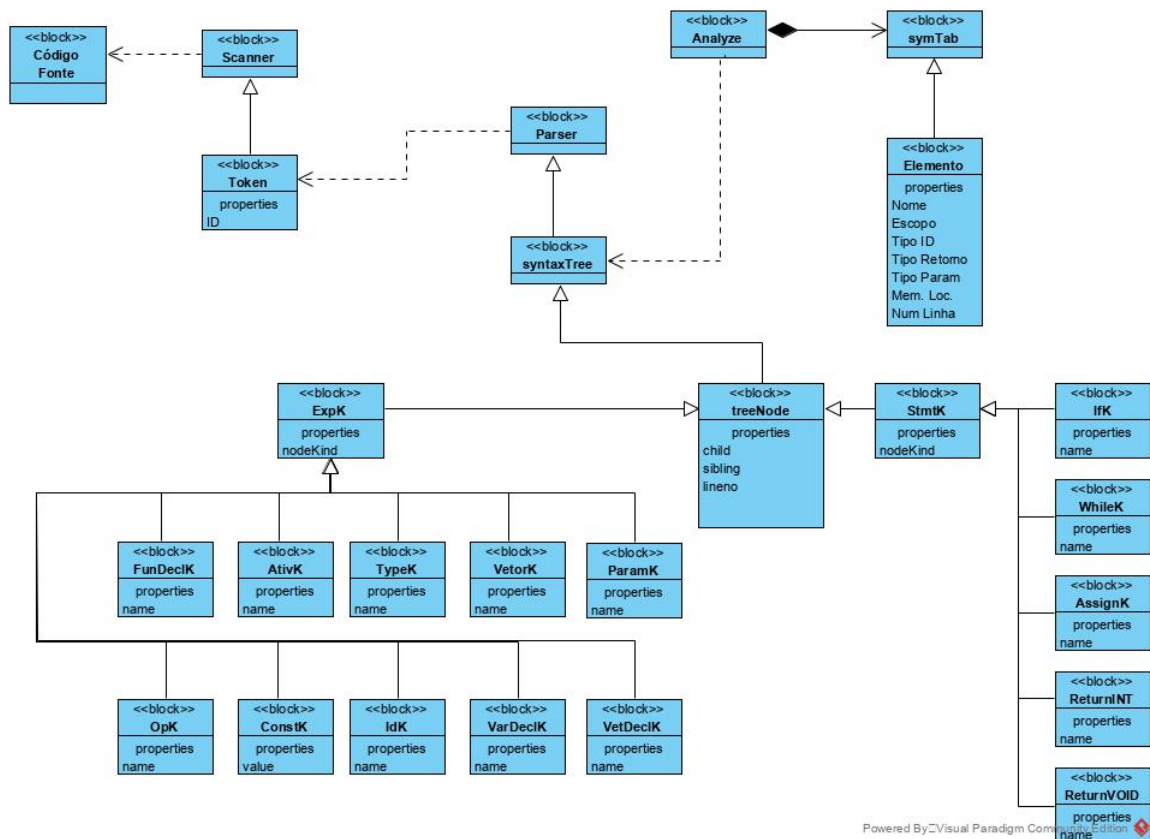 <<block>>
Código
Fonte
<<block>>
Scanner
<<block>>
Analyze
<<block>>
symTab
<<block>>
Parser
<<block>>
Token
properties
ID
<<block>>
Elemento
properties
Nome
Escopo
Tipo ID
Tipo Retorno
Tipo Param
Mem. Loc.
Num Linha
<<block>>
syntaxTree
<<block>>
ExpK
properties
nodeKind
<<block>>
treeNode
properties
child
sibling
lineno
<<block>>
StmtK
properties
nodeKind
<<block>>
IfK
properties
name
<<block>>
WhileK
properties
name
<<block>>
FunDeclK
properties
name
<<block>>
AtivK
properties
name
<<block>>
TypeK
properties
name
<<block>>
VetorK
properties
name
<<block>>
ParamK
properties
name
<<block>>
AssignK
properties
name
<<block>>
OpK
properties
name
<<block>>
ConstK
properties
value
<<block>>
IdK
properties
name
<<block>>
VarDeclK
properties
name
<<block>>
VetDeclK
properties
name
<<block>>
ReturnINT
properties
name
<<block>>
ReturnVOID
properties
name
Powered By Visual Paradigm Community Edition